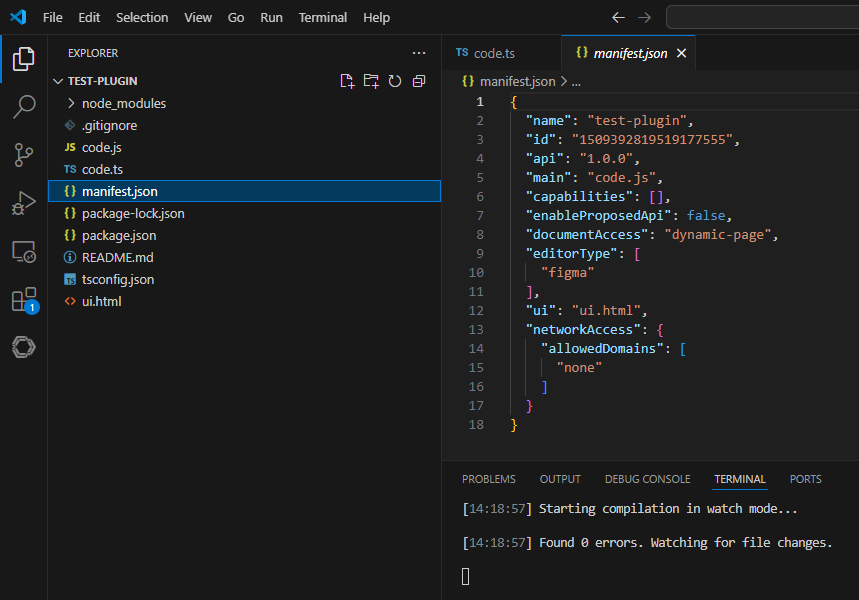 File Edit Selection View Go Run Terminal Help
EXPLORER
TEST-PLUGIN
node_modules
.gitignore
JS code.js
TS code.ts
{} manifest.json
{} package-lock.json
{} package.json
README.md
TS tsconfig.json
<> ui.html
1
TS code.ts {} manifest.json
{} manifest.json > ...
1 {
2 "name": "test-plugin",
3 "id": "1509392819519177555",
4 "api": "1.0.0",
5 "main": "code.js",
6 "capabilities": [],
7 "enableProposedApi": false,
8 "documentAccess": "dynamic-page",
9 "editorType": [
10 "figma"
11 ],
12 "ui": "ui.html",
13 "networkAccess": {
14 "allowedDomains": [
15 "none"
16 ]
17 }
18 }
PROBLEMS OUTPUT DEBUG CONSOLE TERMINAL PORTS
[14:18:57] Starting compilation in watch mode...
[14:18:57] Found 0 errors. Watching for file changes.